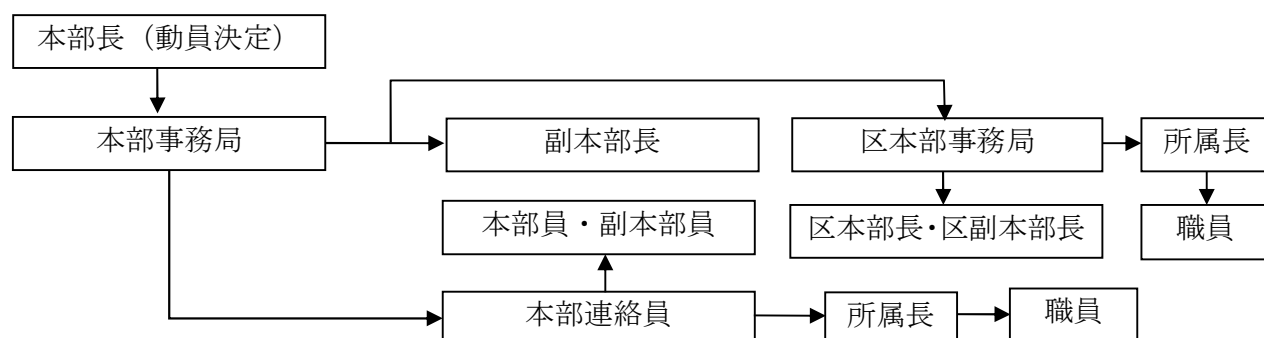 本部長（動員決定）
本部事務局
副本部長
区本部事務局
所属長
本部員・副本部員
区本部長・区副本部長
職員
本部連絡員
所属長
職員